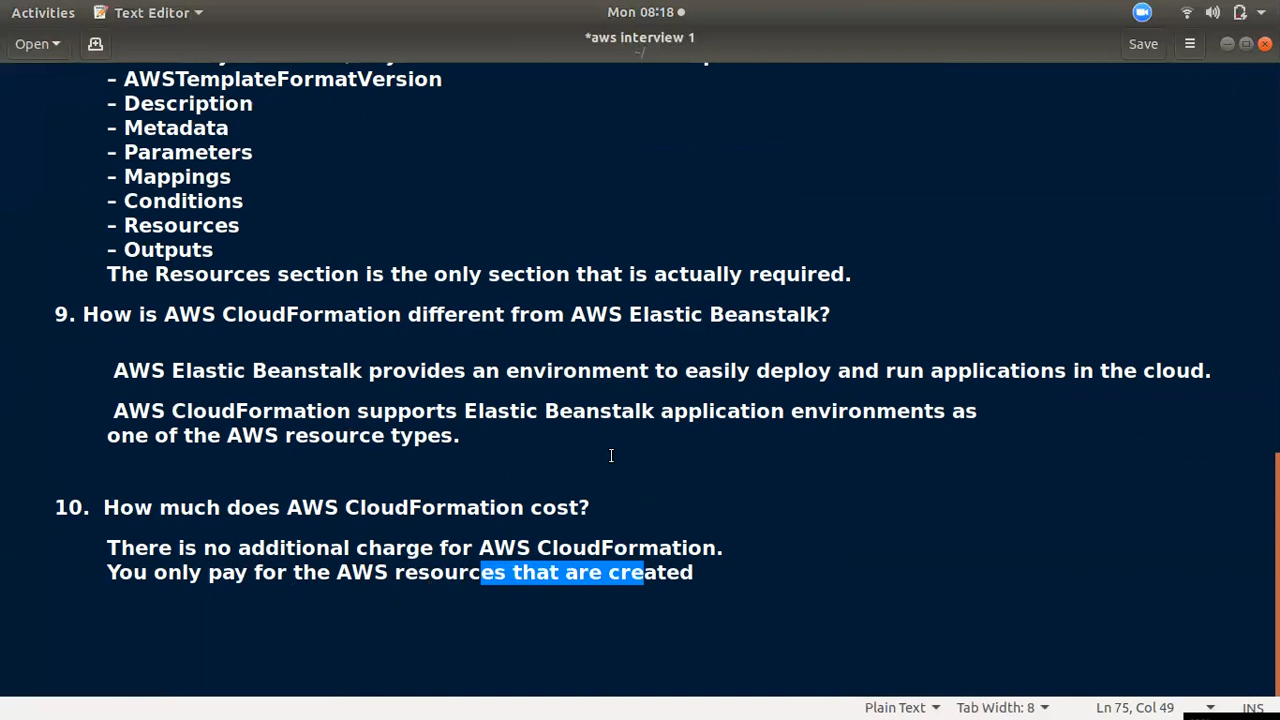 Activities Text Editor Mon 08:18
Open *aws interview 1 Save
~/
– AWSTemplateFormatVersion
– Description
– Metadata
– Parameters
– Mappings
– Conditions
– Resources
– Outputs
The Resources section is the only section that is actually required.
9. How is AWS CloudFormation different from AWS Elastic Beanstalk?
AWS Elastic Beanstalk provides an environment to easily deploy and run applications in the cloud.
AWS CloudFormation supports Elastic Beanstalk application environments as
one of the AWS resource types.
10. How much does AWS CloudFormation cost?
There is no additional charge for AWS CloudFormation.
You only pay for the AWS resources that are created
Plain Text Tab Width: 8 Ln 75, Col 49 INS